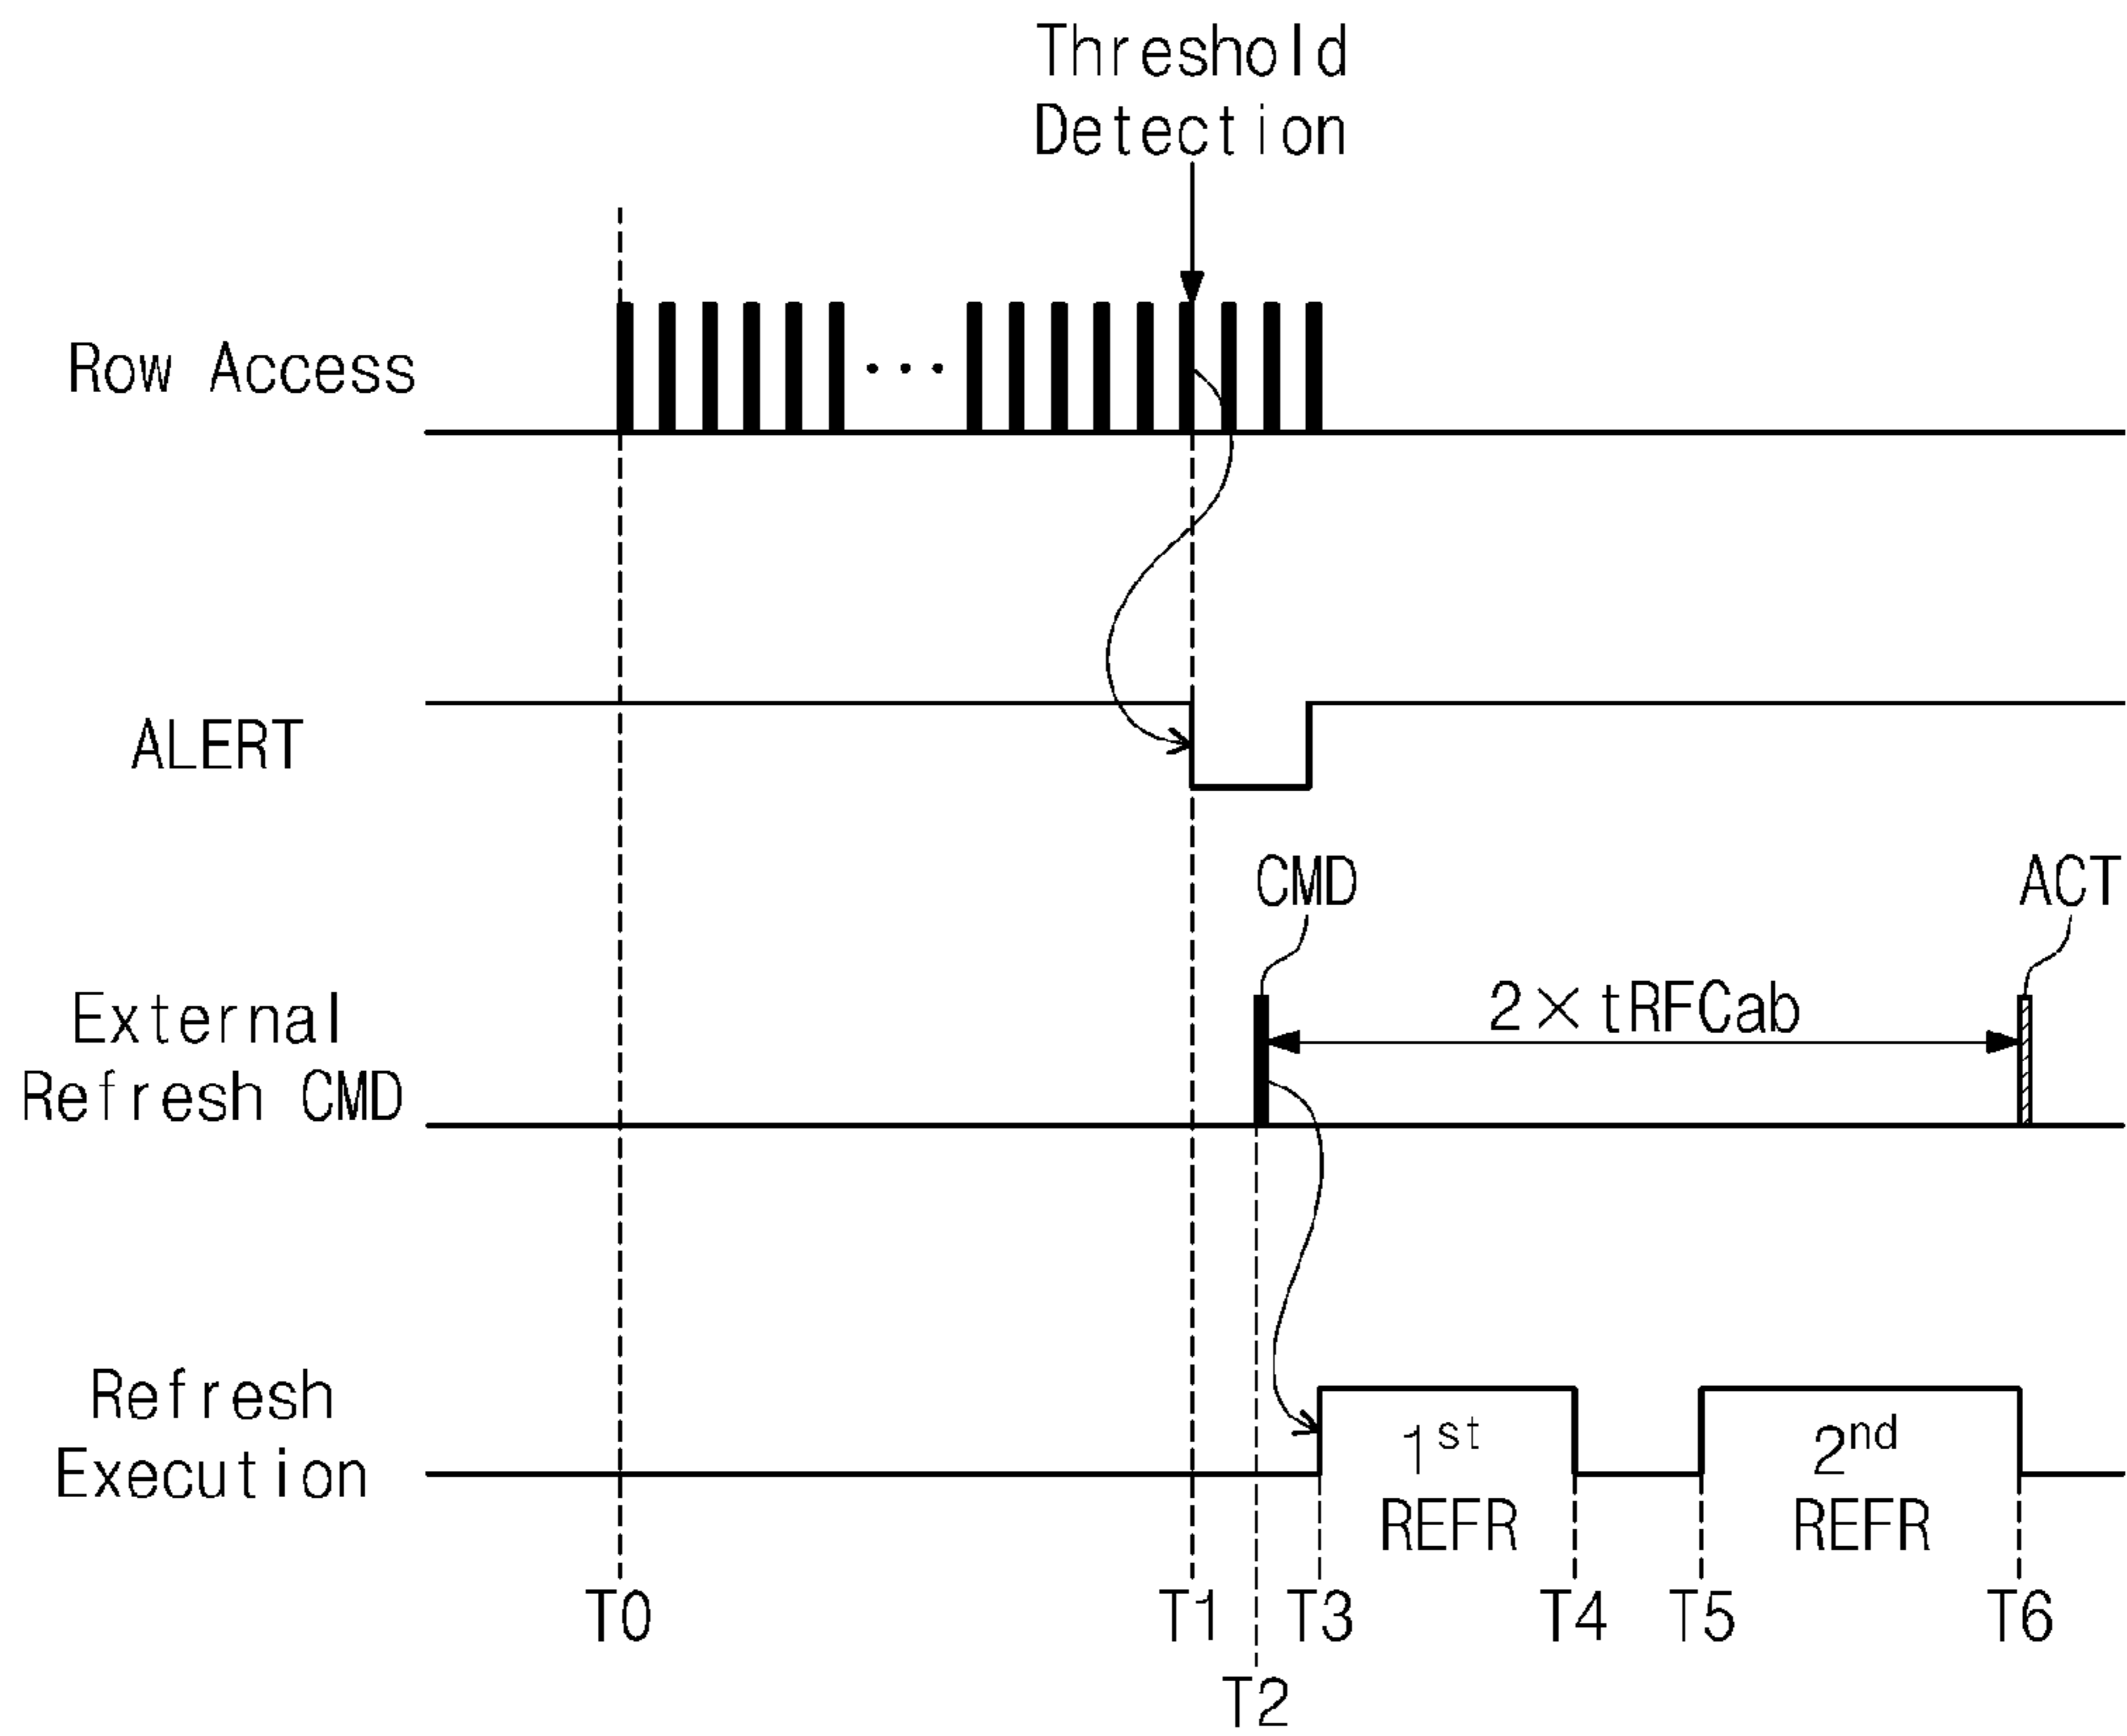 Threshold
Detection
Row Access
...
ALERT
CMD
ACT
External
Refresh CMD
2×tRFCab
Refresh
Execution
1st
REFR
2nd
REFR
T0
T1
T3
T4
T5
T6
T2